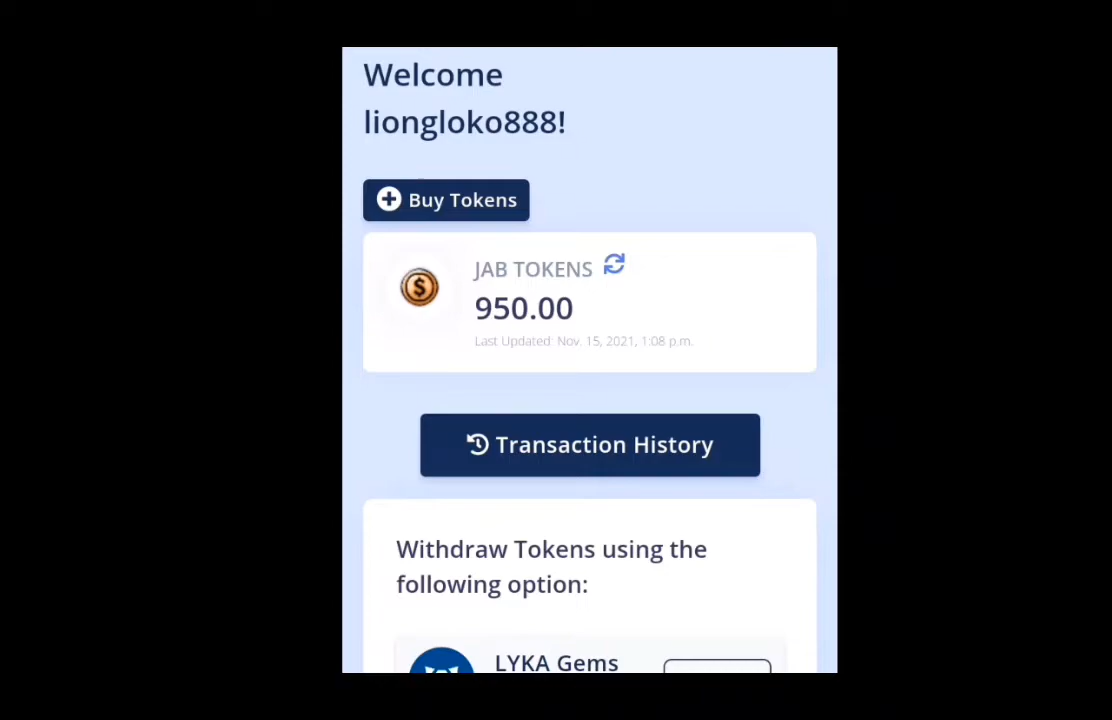 Welcome
liongloko888!
Buy Tokens
JAB TOKENS
950.00
Last Updated: Nov. 15, 2021, 1:08 p.m.
Transaction History
Withdraw Tokens using the
following option:
LYKA Gems